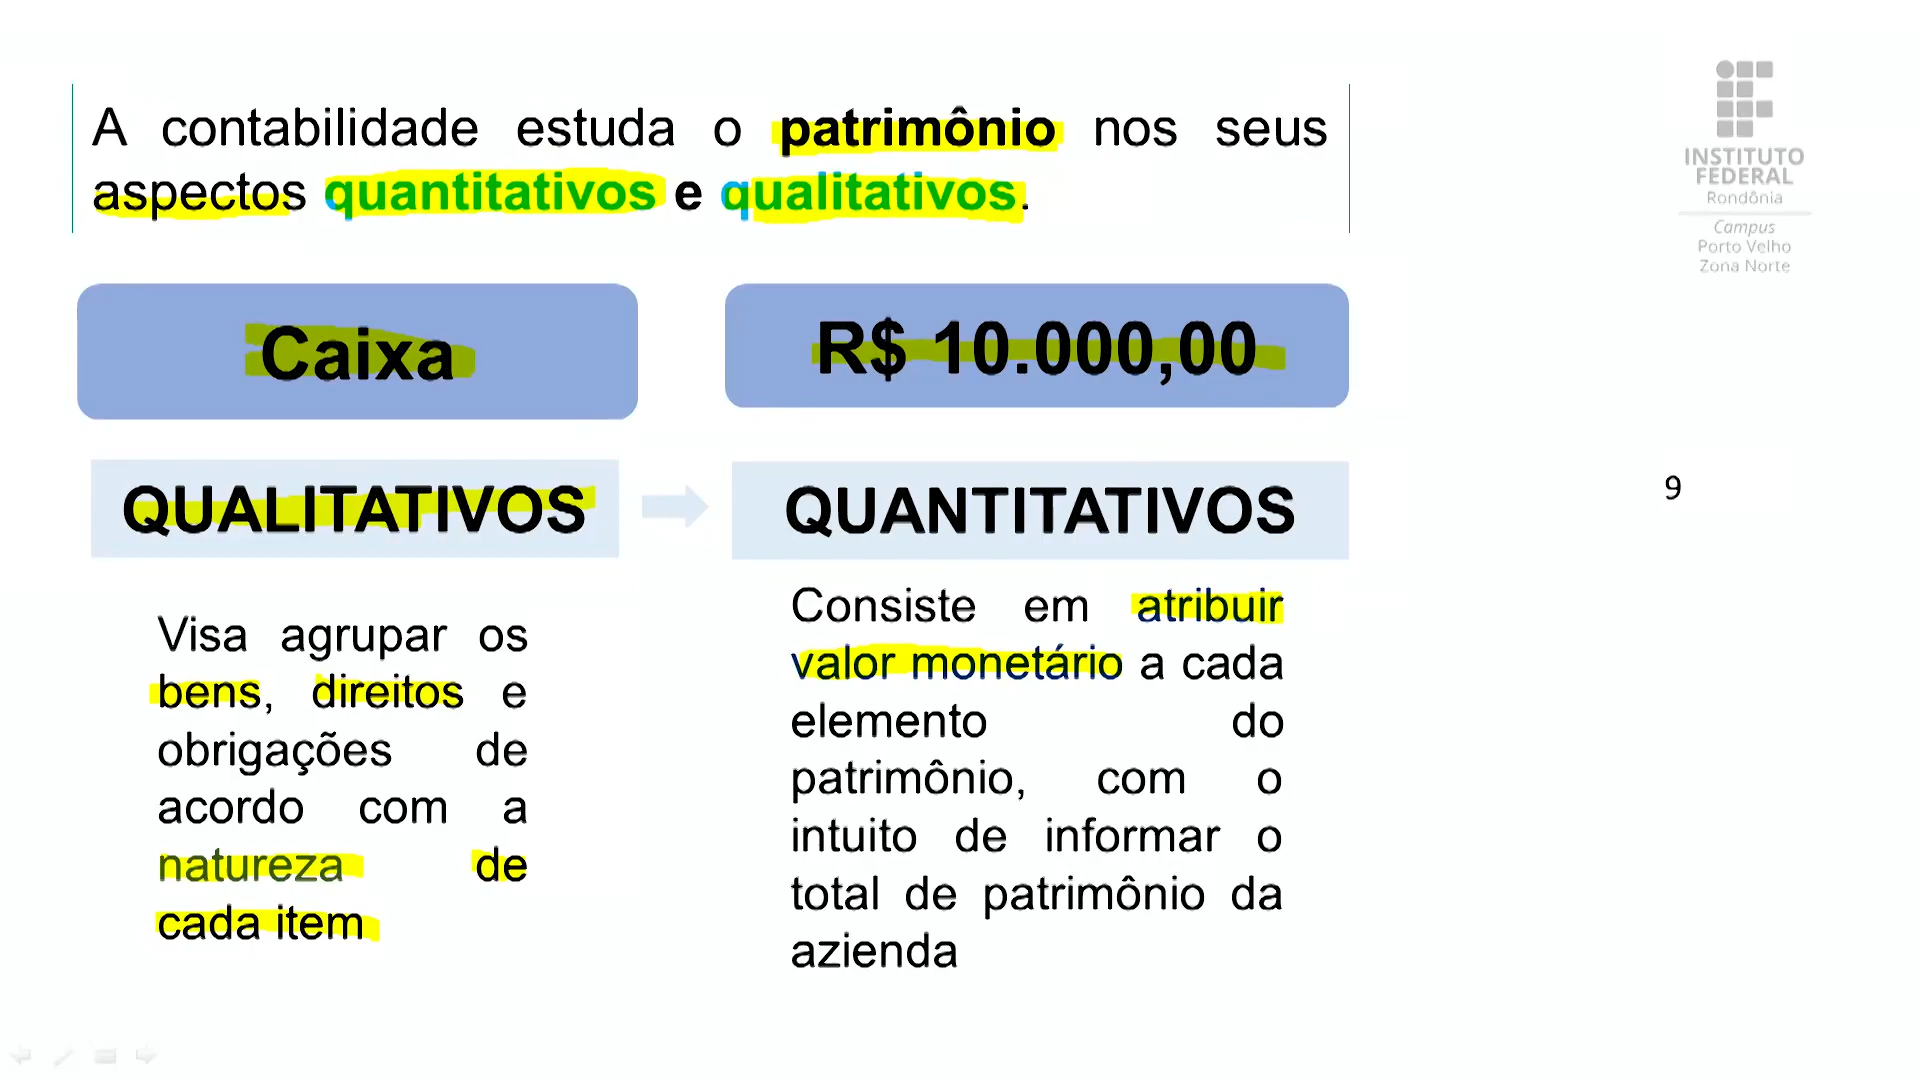 A contabilidade estuda o patrimônio nos seus
aspectos quantitativos e qualitativos.
INSTITUTO
FEDERAL
Rondônia
Campus
Porto Velho
Zona Norte
Caixa
R$ 10.000,00
QUALITATIVOS
QUANTITATIVOS
9
Visa agrupar os
bens, direitos e
obrigações de
acordo com a
natureza de
cada item
Consiste em atribuir
valor monetário a cada
elemento do
patrimônio, com o
intuito de informar o
total de patrimônio da
azienda